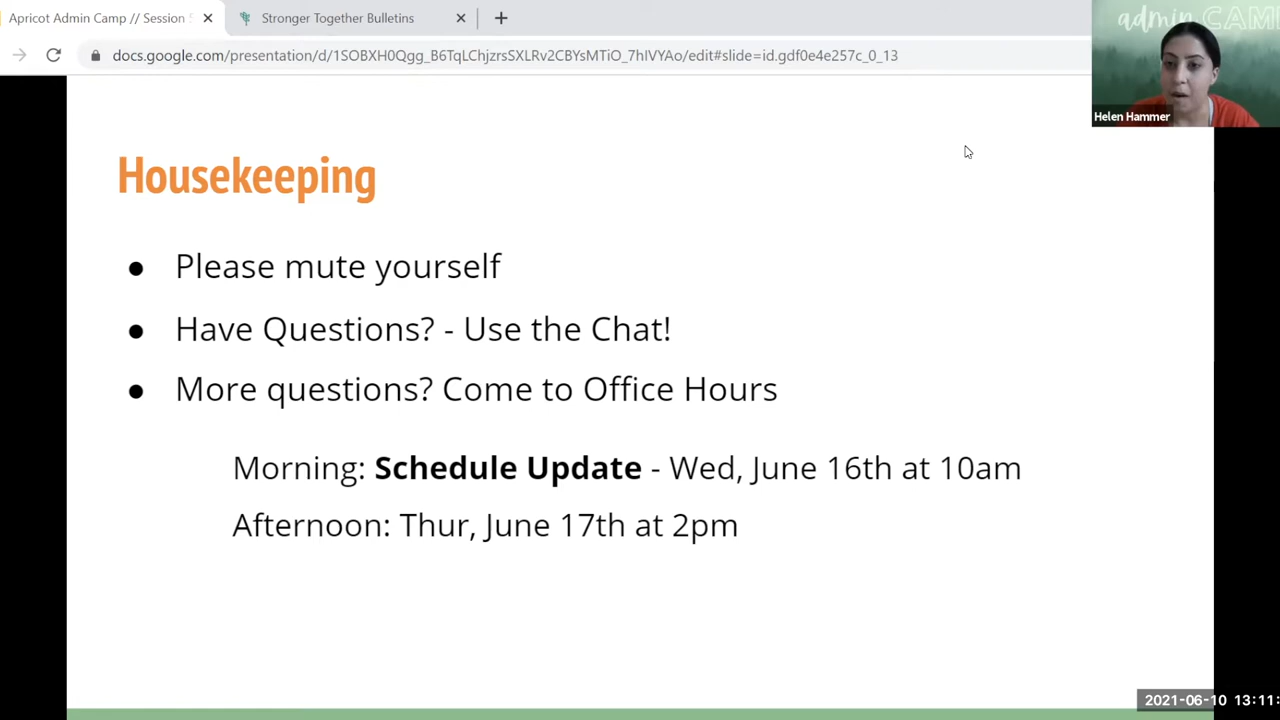 Apricot Admin Camp // Session
Stronger Together Bulletins
docs.google.com/presentation/d/1SOBXH0Qgg_B6TqLChjzrsSXLRv2CBYsMTiO_7hIVYAo/edit#slide=id.gdf0e4e257c_0_13
admin CAM
Helen Hammer
Housekeeping
● Please mute yourself
● Have Questions? - Use the Chat!
● More questions? Come to Office Hours
Morning: Schedule Update - Wed, June 16th at 10am
Afternoon: Thur, June 17th at 2pm
2021-06-10 13:11: